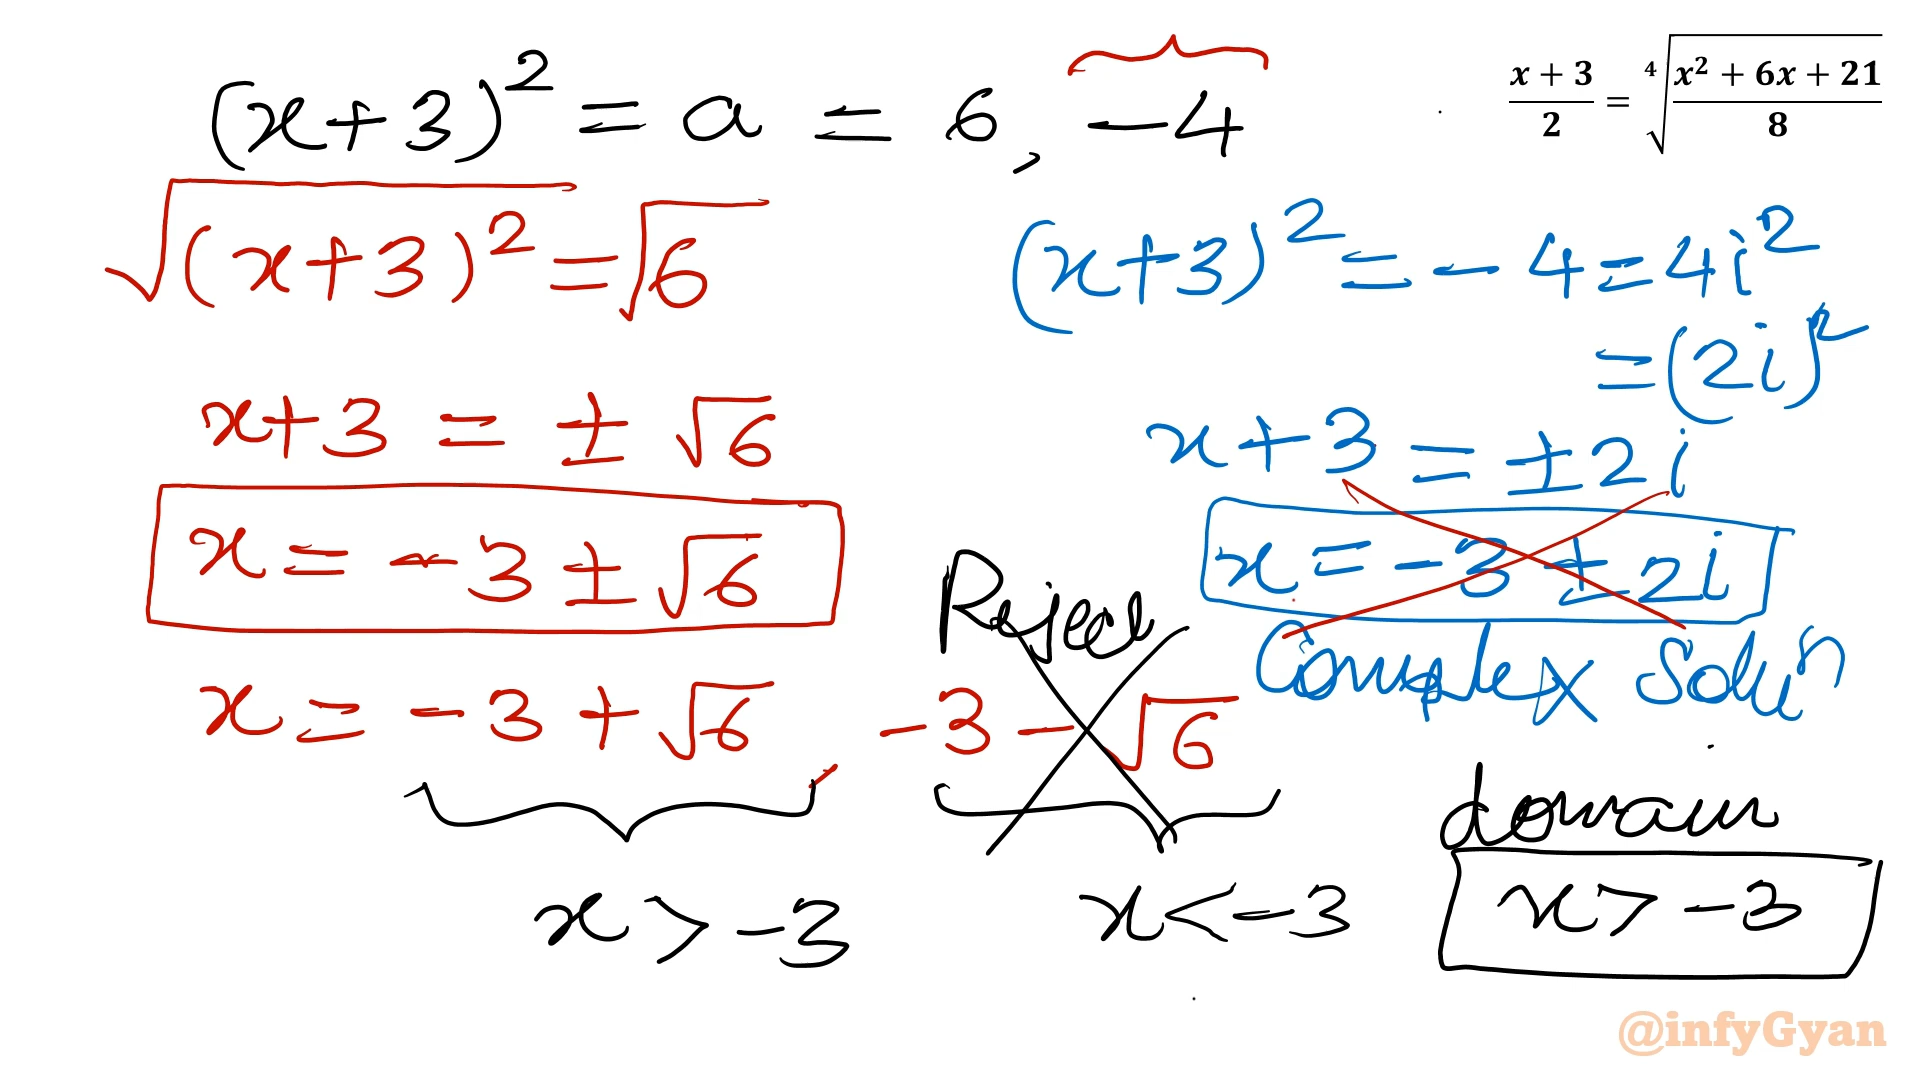 (x+3)² = a = 6, -4
(x + 3)/2 = ⁴√((x² + 6x + 21)/8)
√(x+3)² = √6
x+3 = ± √6
x = -3 ± √6
x = -3 + √6
-3 - √6
Reject
x > -3
x < -3
(x+3)² = -4 = 4i²
= (2i)²
x+3 = ±2i
x = -3 ± 2i
Complex Soluⁿ
domain
x > -3
@infyGyan